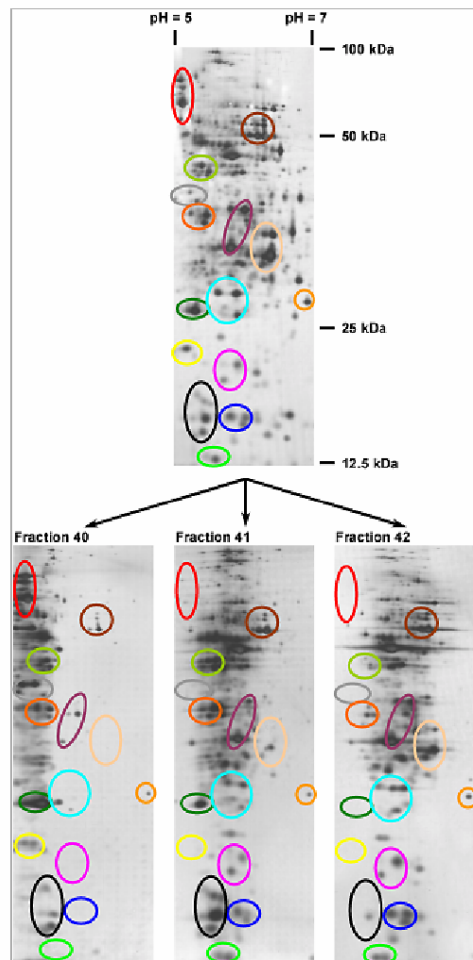 pH = 5 pH = 7
100 kDa
50 kDa
25 kDa
12.5 kDa
Fraction 40 Fraction 41 Fraction 42